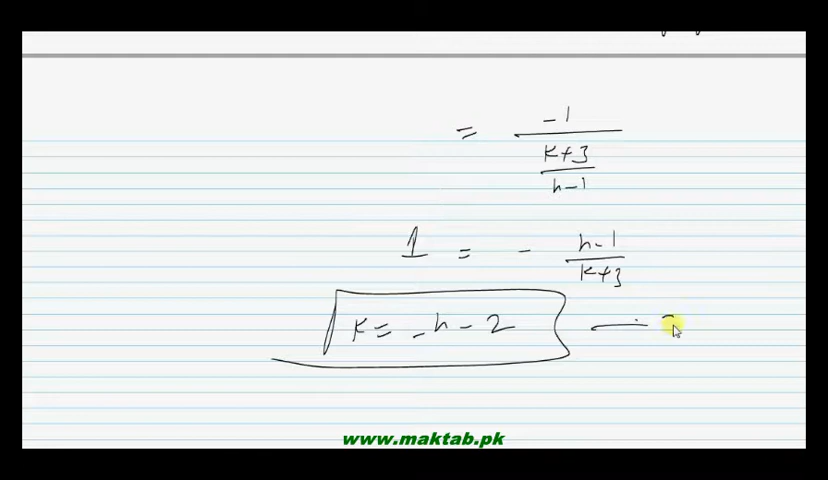 = -1 / ((k+3) / (h-1))
1 = - (h-1) / (k+3)
k = -h - 2
www.maktab.pk